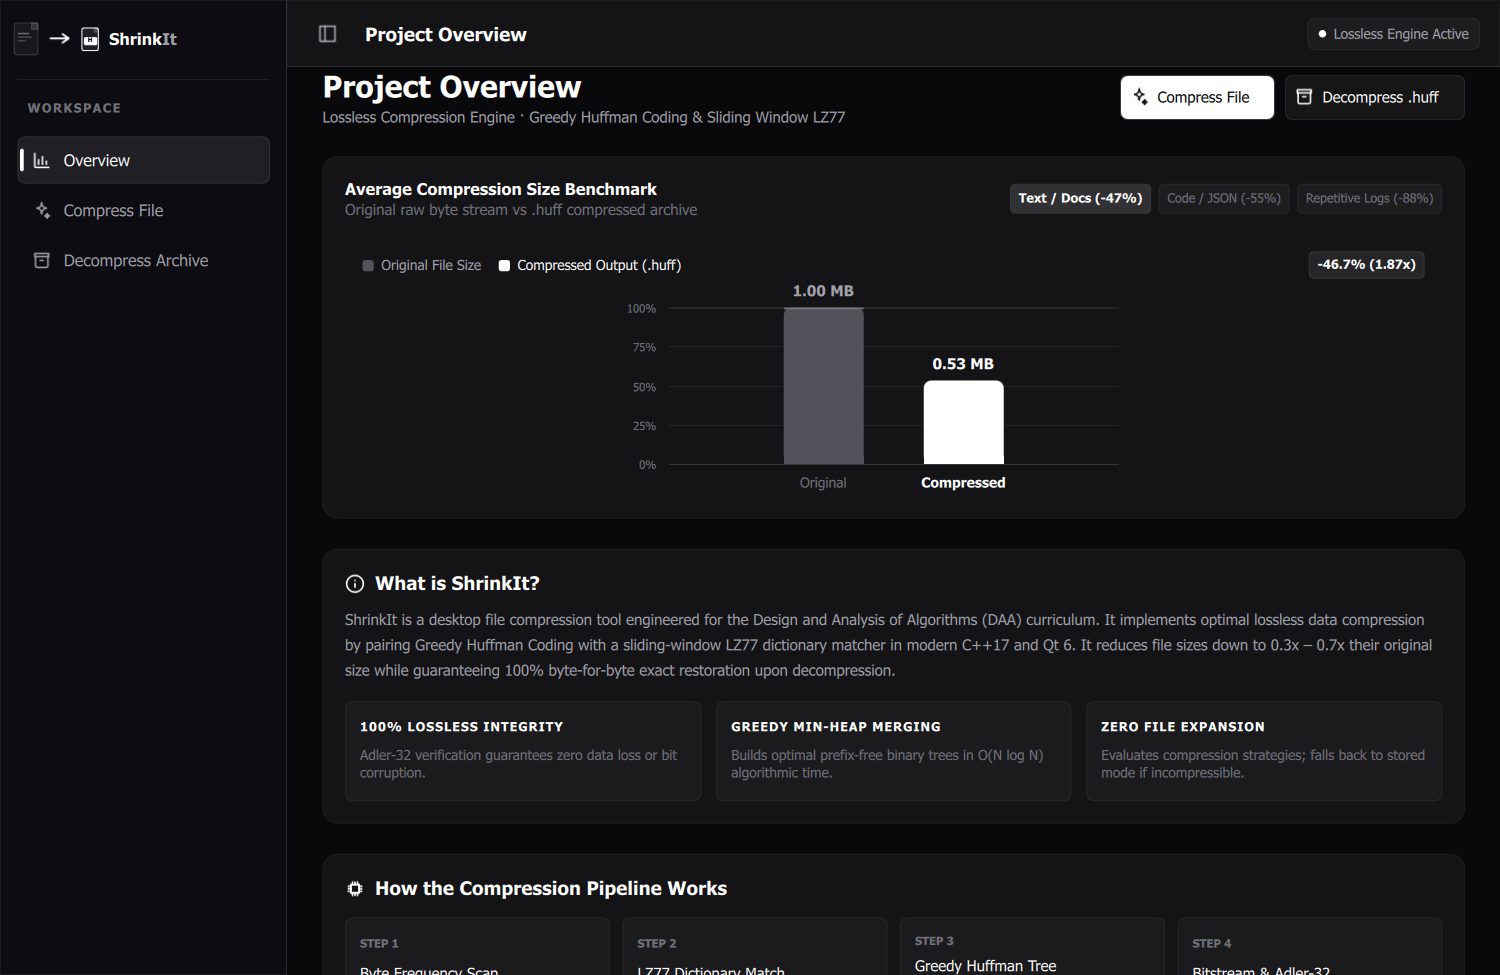 ShrinkIt
Project Overview
Lossless Engine Active
WORKSPACE
Overview
Compress File
Decompress Archive
Project Overview
Lossless Compression Engine · Greedy Huffman Coding & Sliding Window LZ77
Compress File
Decompress .huff
Average Compression Size Benchmark
Original raw byte stream vs .huff compressed archive
Text / Docs (-47%)
Code / JSON (-55%)
Repetitive Logs (-88%)
Original File Size
Compressed Output (.huff)
-46.7% (1.87x)
1.00 MB
100%
75%
0.53 MB
50%
25%
0%
Original
Compressed
What is ShrinkIt?
ShrinkIt is a desktop file compression tool engineered for the Design and Analysis of Algorithms (DAA) curriculum. It implements optimal lossless data compression
by pairing Greedy Huffman Coding with a sliding-window LZ77 dictionary matcher in modern C++17 and Qt 6. It reduces file sizes down to 0.3x – 0.7x their original
size while guaranteeing 100% byte-for-byte exact restoration upon decompression.
100% LOSSLESS INTEGRITY
Adler-32 verification guarantees zero data loss or bit
corruption.
GREEDY MIN-HEAP MERGING
Builds optimal prefix-free binary trees in O(N log N)
algorithmic time.
ZERO FILE EXPANSION
Evaluates compression strategies; falls back to stored
mode if incompressible.
How the Compression Pipeline Works
STEP 1
Byte Frequency Scan
STEP 2
LZ77 Dictionary Match
STEP 3
Greedy Huffman Tree
STEP 4
Bitstream & Adler-32